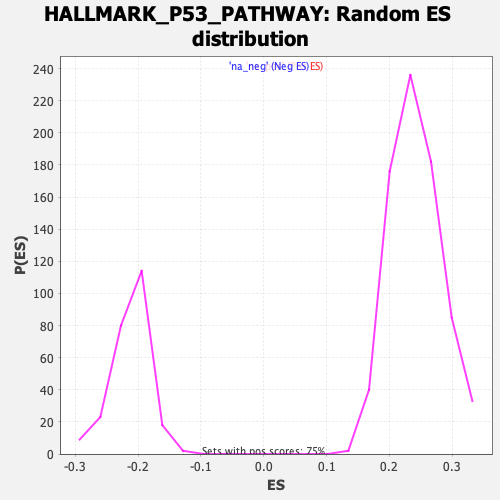 HALLMARK_P53_PATHWAY: Random ES
distribution
'na_neg' (Neg ES) ES)
240
220
200
180
160
140
120
100
80
60
40
20
0
P(ES)
Sets with pos scores: 75%
-0.3 -0.2 -0.1 0.0 0.1 0.2 0.3
ES